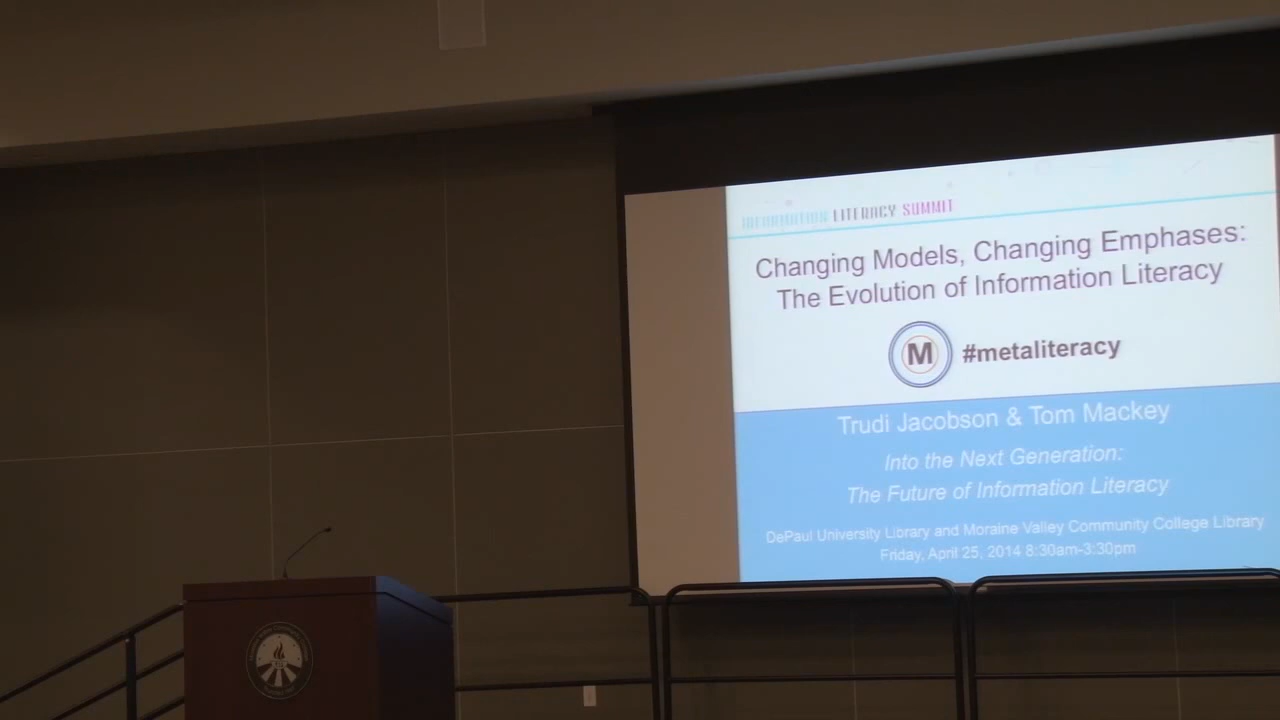 INFORMATION LITERACY SUMMIT
Changing Models, Changing Emphases:
The Evolution of Information Literacy
M #metaliteracy
Trudi Jacobson & Tom Mackey
Into the Next Generation:
The Future of Information Literacy
DePaul University Library and Moraine Valley Community College Library
Friday, April 25, 2014 8:30am-3:30pm